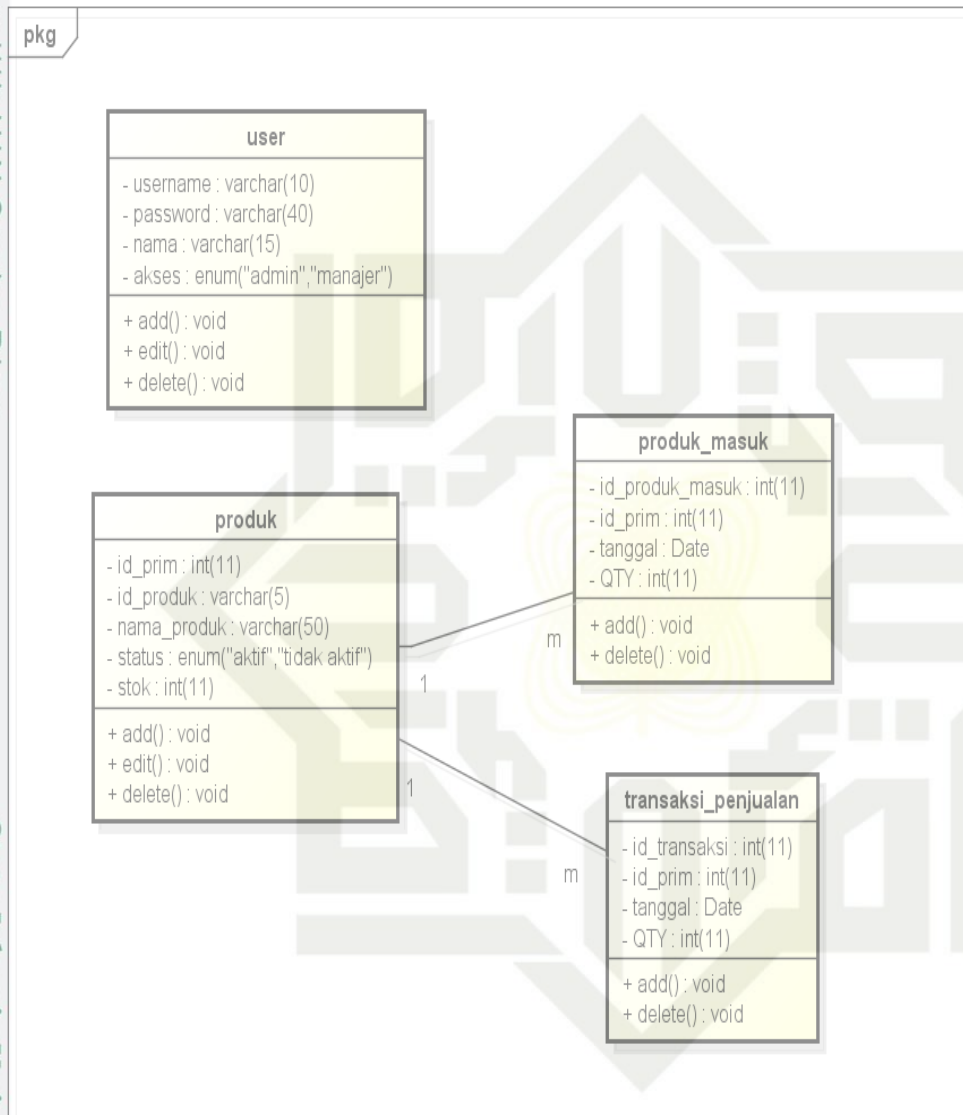 pkg
user
- username : varchar(10)
- password : varchar(40)
- nama : varchar(15)
- akses : enum("admin","manajer")
+ add() : void
+ edit() : void
+ delete() : void
produk_masuk
- id_produk_masuk : int(11)
- id_prim : int(11)
- tanggal : Date
- QTY : int(11)
+ add() : void
+ delete() : void
produk
- id_prim : int(11)
- id_produk : varchar(5)
- nama_produk : varchar(50)
- status : enum("aktif","tidak aktif")
- stok : int(11)
+ add() : void
+ edit() : void
+ delete() : void
1
m
1
m
transaksi_penjualan
- id_transaksi : int(11)
- id_prim : int(11)
- tanggal : Date
- QTY : int(11)
+ add() : void
+ delete() : void